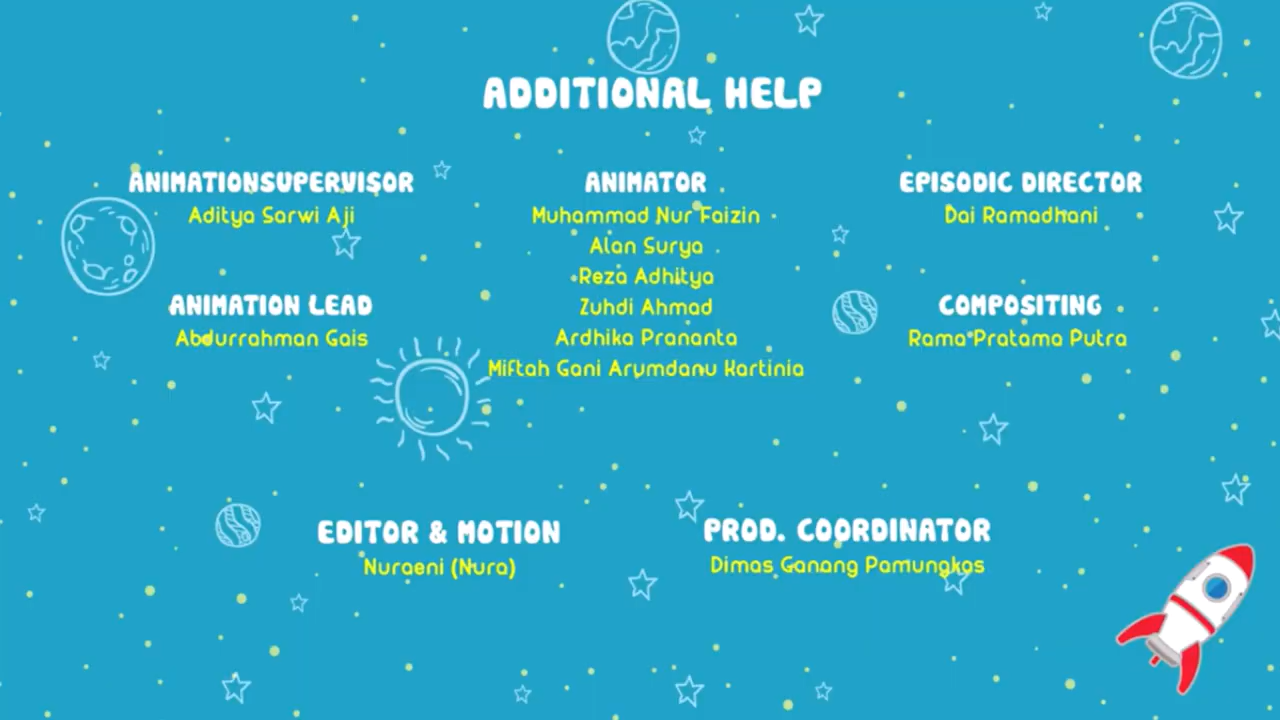 ADDITIONAL HELP
ANIMATIONSUPERVISOR
Aditya Sarwi Aji
ANIMATION LEAD
Abdurrahman Gais
ANIMATOR
Muhammad Nur Faizin
Alan Surya
Reza Adhitya
Zuhdi Ahmad
Ardhika Prananta
Miftah Gani Arumdanu Kartinia
EPISODIC DIRECTOR
Dai Ramadhani
COMPOSITING
Rama Pratama Putra
EDITOR & MOTION
Nuraeni (Nura)
PROD. COORDINATOR
Dimas Ganang Pamungkas